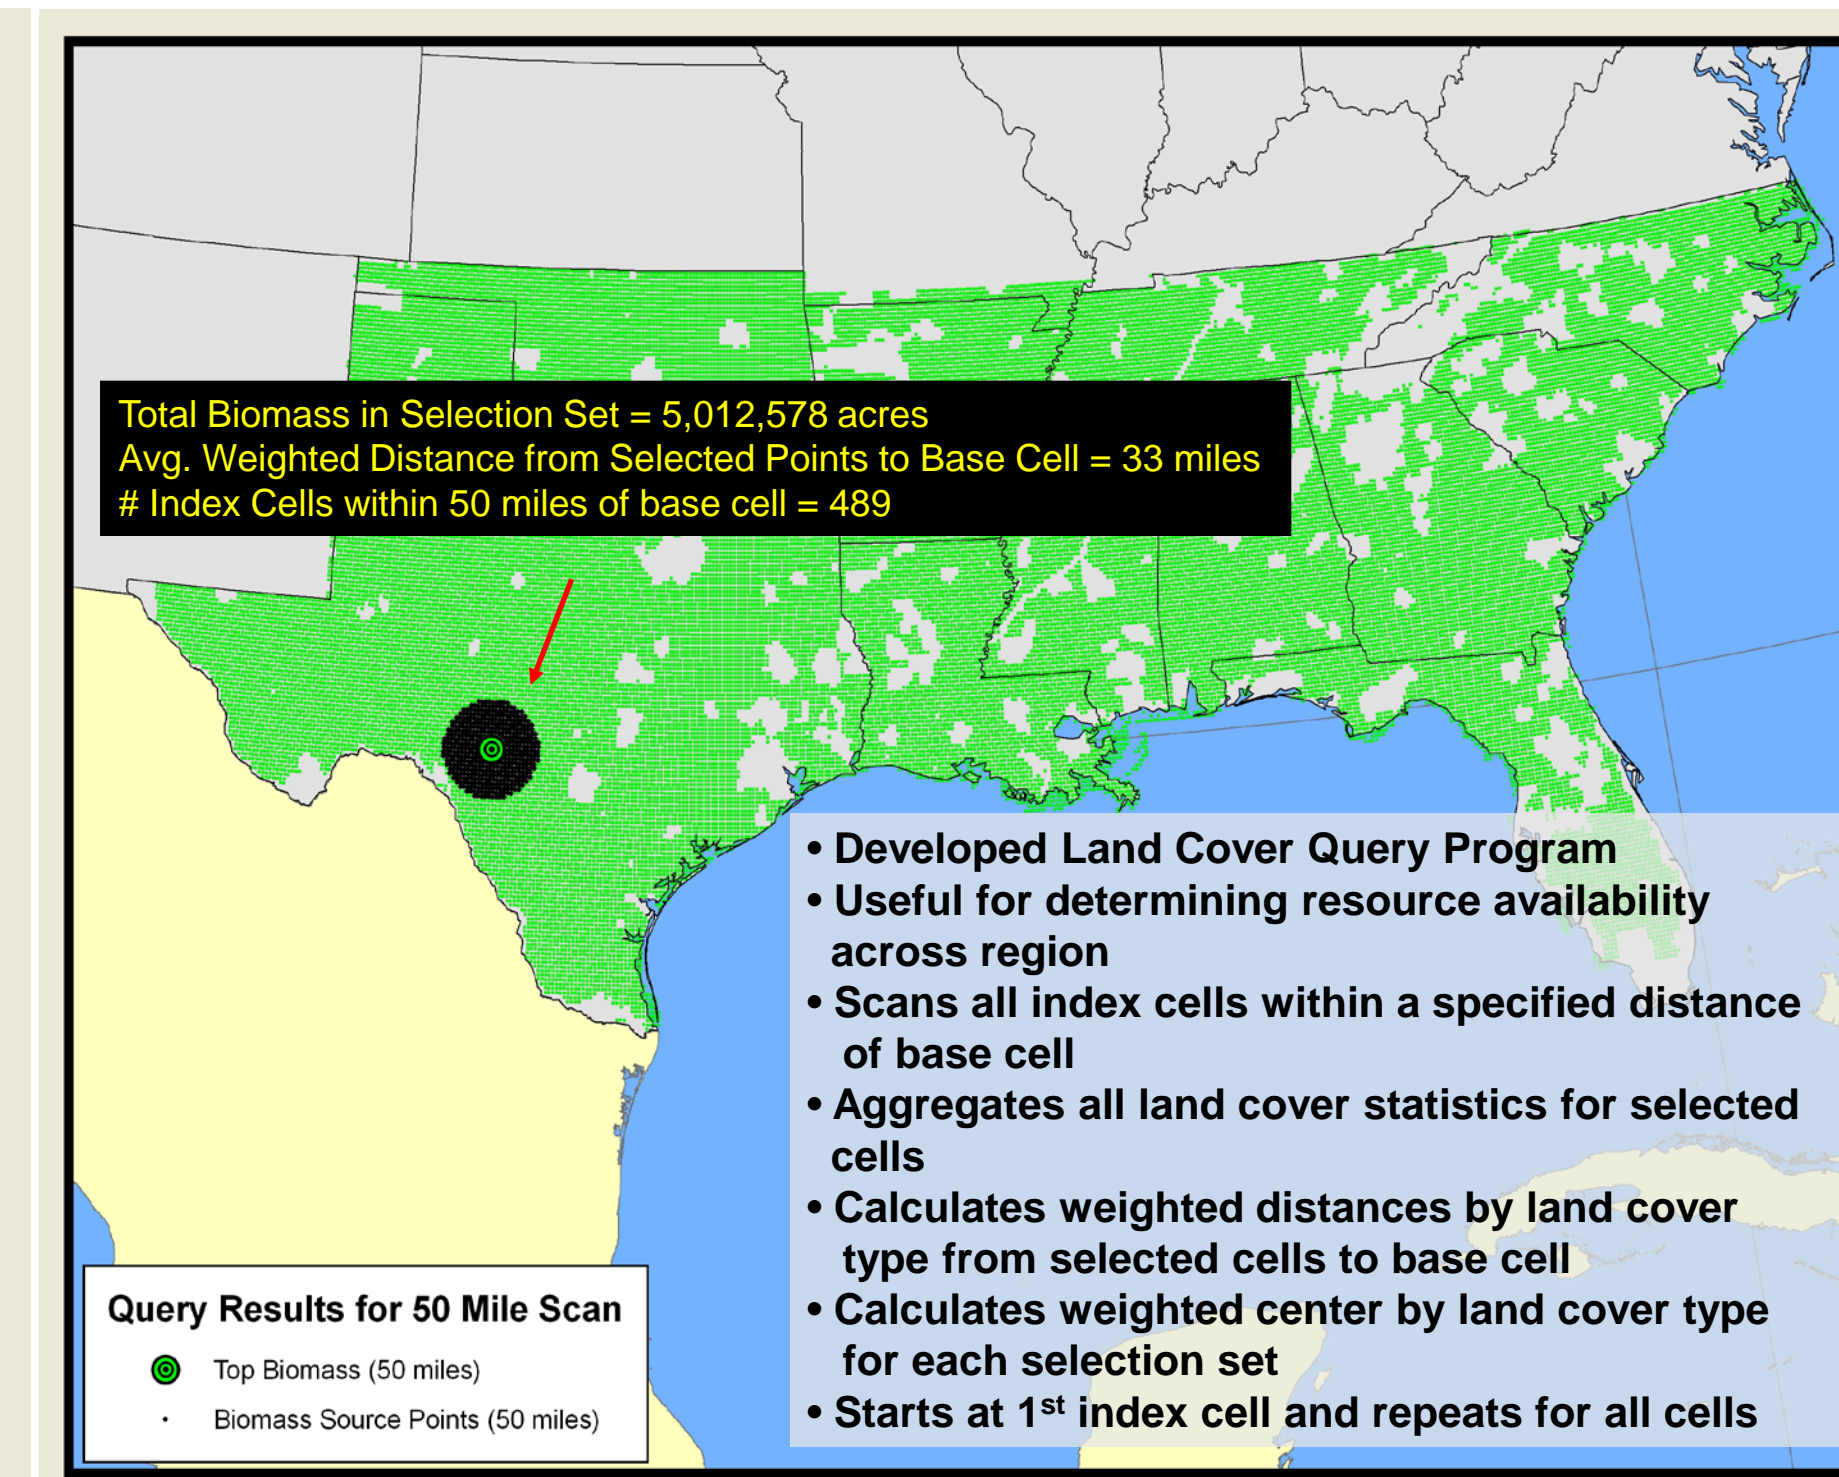 Total Biomass in Selection Set = 5,012,578 acres
Avg. Weighted Distance from Selected Points to Base Cell = 33 miles
# Index Cells within 50 miles of base cell = 489
• Developed Land Cover Query Program
• Useful for determining resource availability
across region
• Scans all index cells within a specified distance
of base cell
• Aggregates all land cover statistics for selected
cells
• Calculates weighted distances by land cover
type from selected cells to base cell
• Calculates weighted center by land cover type
for each selection set
• Starts at 1st index cell and repeats for all cells
Query Results for 50 Mile Scan
Top Biomass (50 miles)
Biomass Source Points (50 miles)